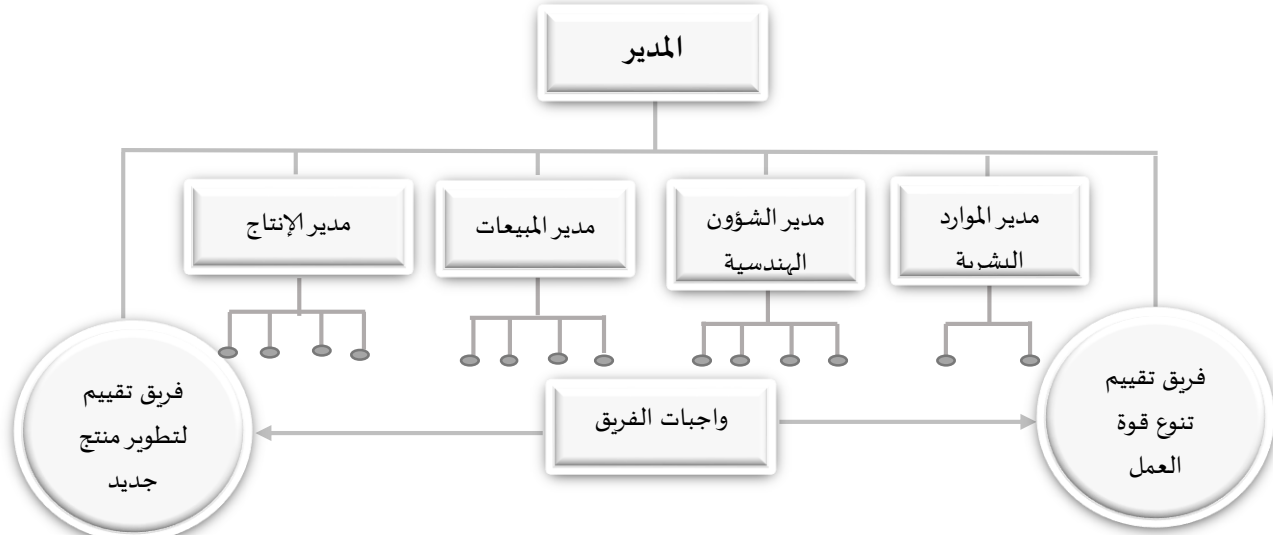 المدير
مدير الموارد
البشرية
مدير الشؤون
الهندسية
مدير المبيعات
مدير الإنتاج
فريق تقييم
تنوع قوة
العمل
واجبات الفريق
فريق تقييم
لتطوير منتج
جديد